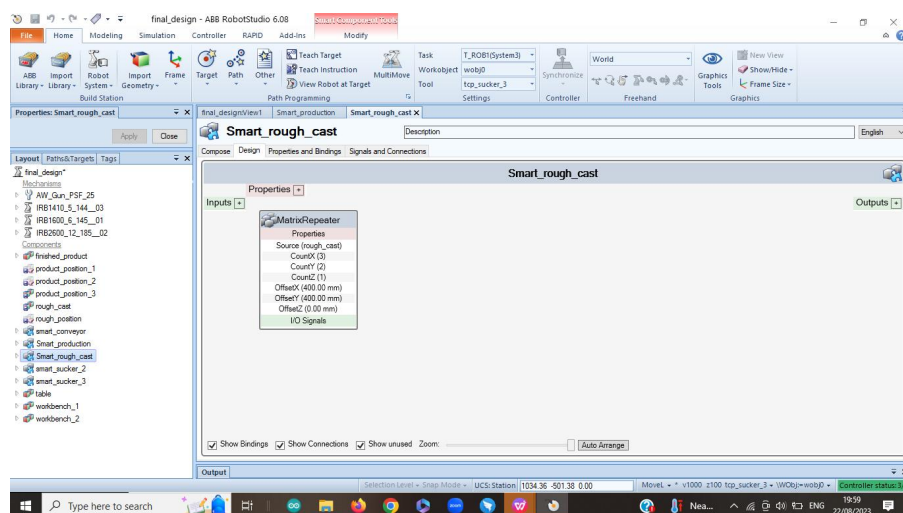 final_design - ABB RobotStudio 6.08
Smart Component Tools
File Home Modeling Simulation Controller RAPID Add-Ins Modify
ABB Library
Import Library
Robot System
Import Geometry
Frame
Build Station
Target
Path
Other
Teach Target
Teach Instruction
View Robot at Target
MultiMove
Path Programming
Task T_ROB1(System3)
Workobject wobj0
Tool tcp_sucker_3
Settings
Synchronize
Controller
World
Freehand
Graphics Tools
New View
Show/Hide
Frame Size
Graphics
Properties: Smart_rough_cast
Apply Close
Layout Paths&Targets Tags
final_design*
Mechanisms
AW_Gun_PSF_25
IRB1410_5_144__03
IRB1600_6_145__01
IRB2600_12_185__02
Components
finished_product
product_position_1
product_position_2
product_position_3
rough_cast
rough_position
smart_conveyor
Smart_production
Smart_rough_cast
smart_sucker_2
smart_sucker_3
table
workbench_1
workbench_2
final_design:View1 Smart_production Smart_rough_cast X
Smart_rough_cast
Description
English
Compose Design Properties and Bindings Signals and Connections
Smart_rough_cast
Properties +
Inputs +
Outputs +
MatrixRepeater
Properties
Source (rough_cast)
CountX (3)
CountY (2)
CountZ (1)
OffsetX (400.00 mm)
OffsetY (400.00 mm)
OffsetZ (0.00 mm)
I/O Signals
Show Bindings Show Connections Show unused Zoom: Auto Arrange
Output
Selection Level Snap Mode UCS: Station 1034.36 -501.38 0.00 MoveL * v1000 z100 tcp_sucker_3 \WObj:=wobj0 Controller status: 3/
Type here to search
Nea... ENG
19:59
22/08/2023